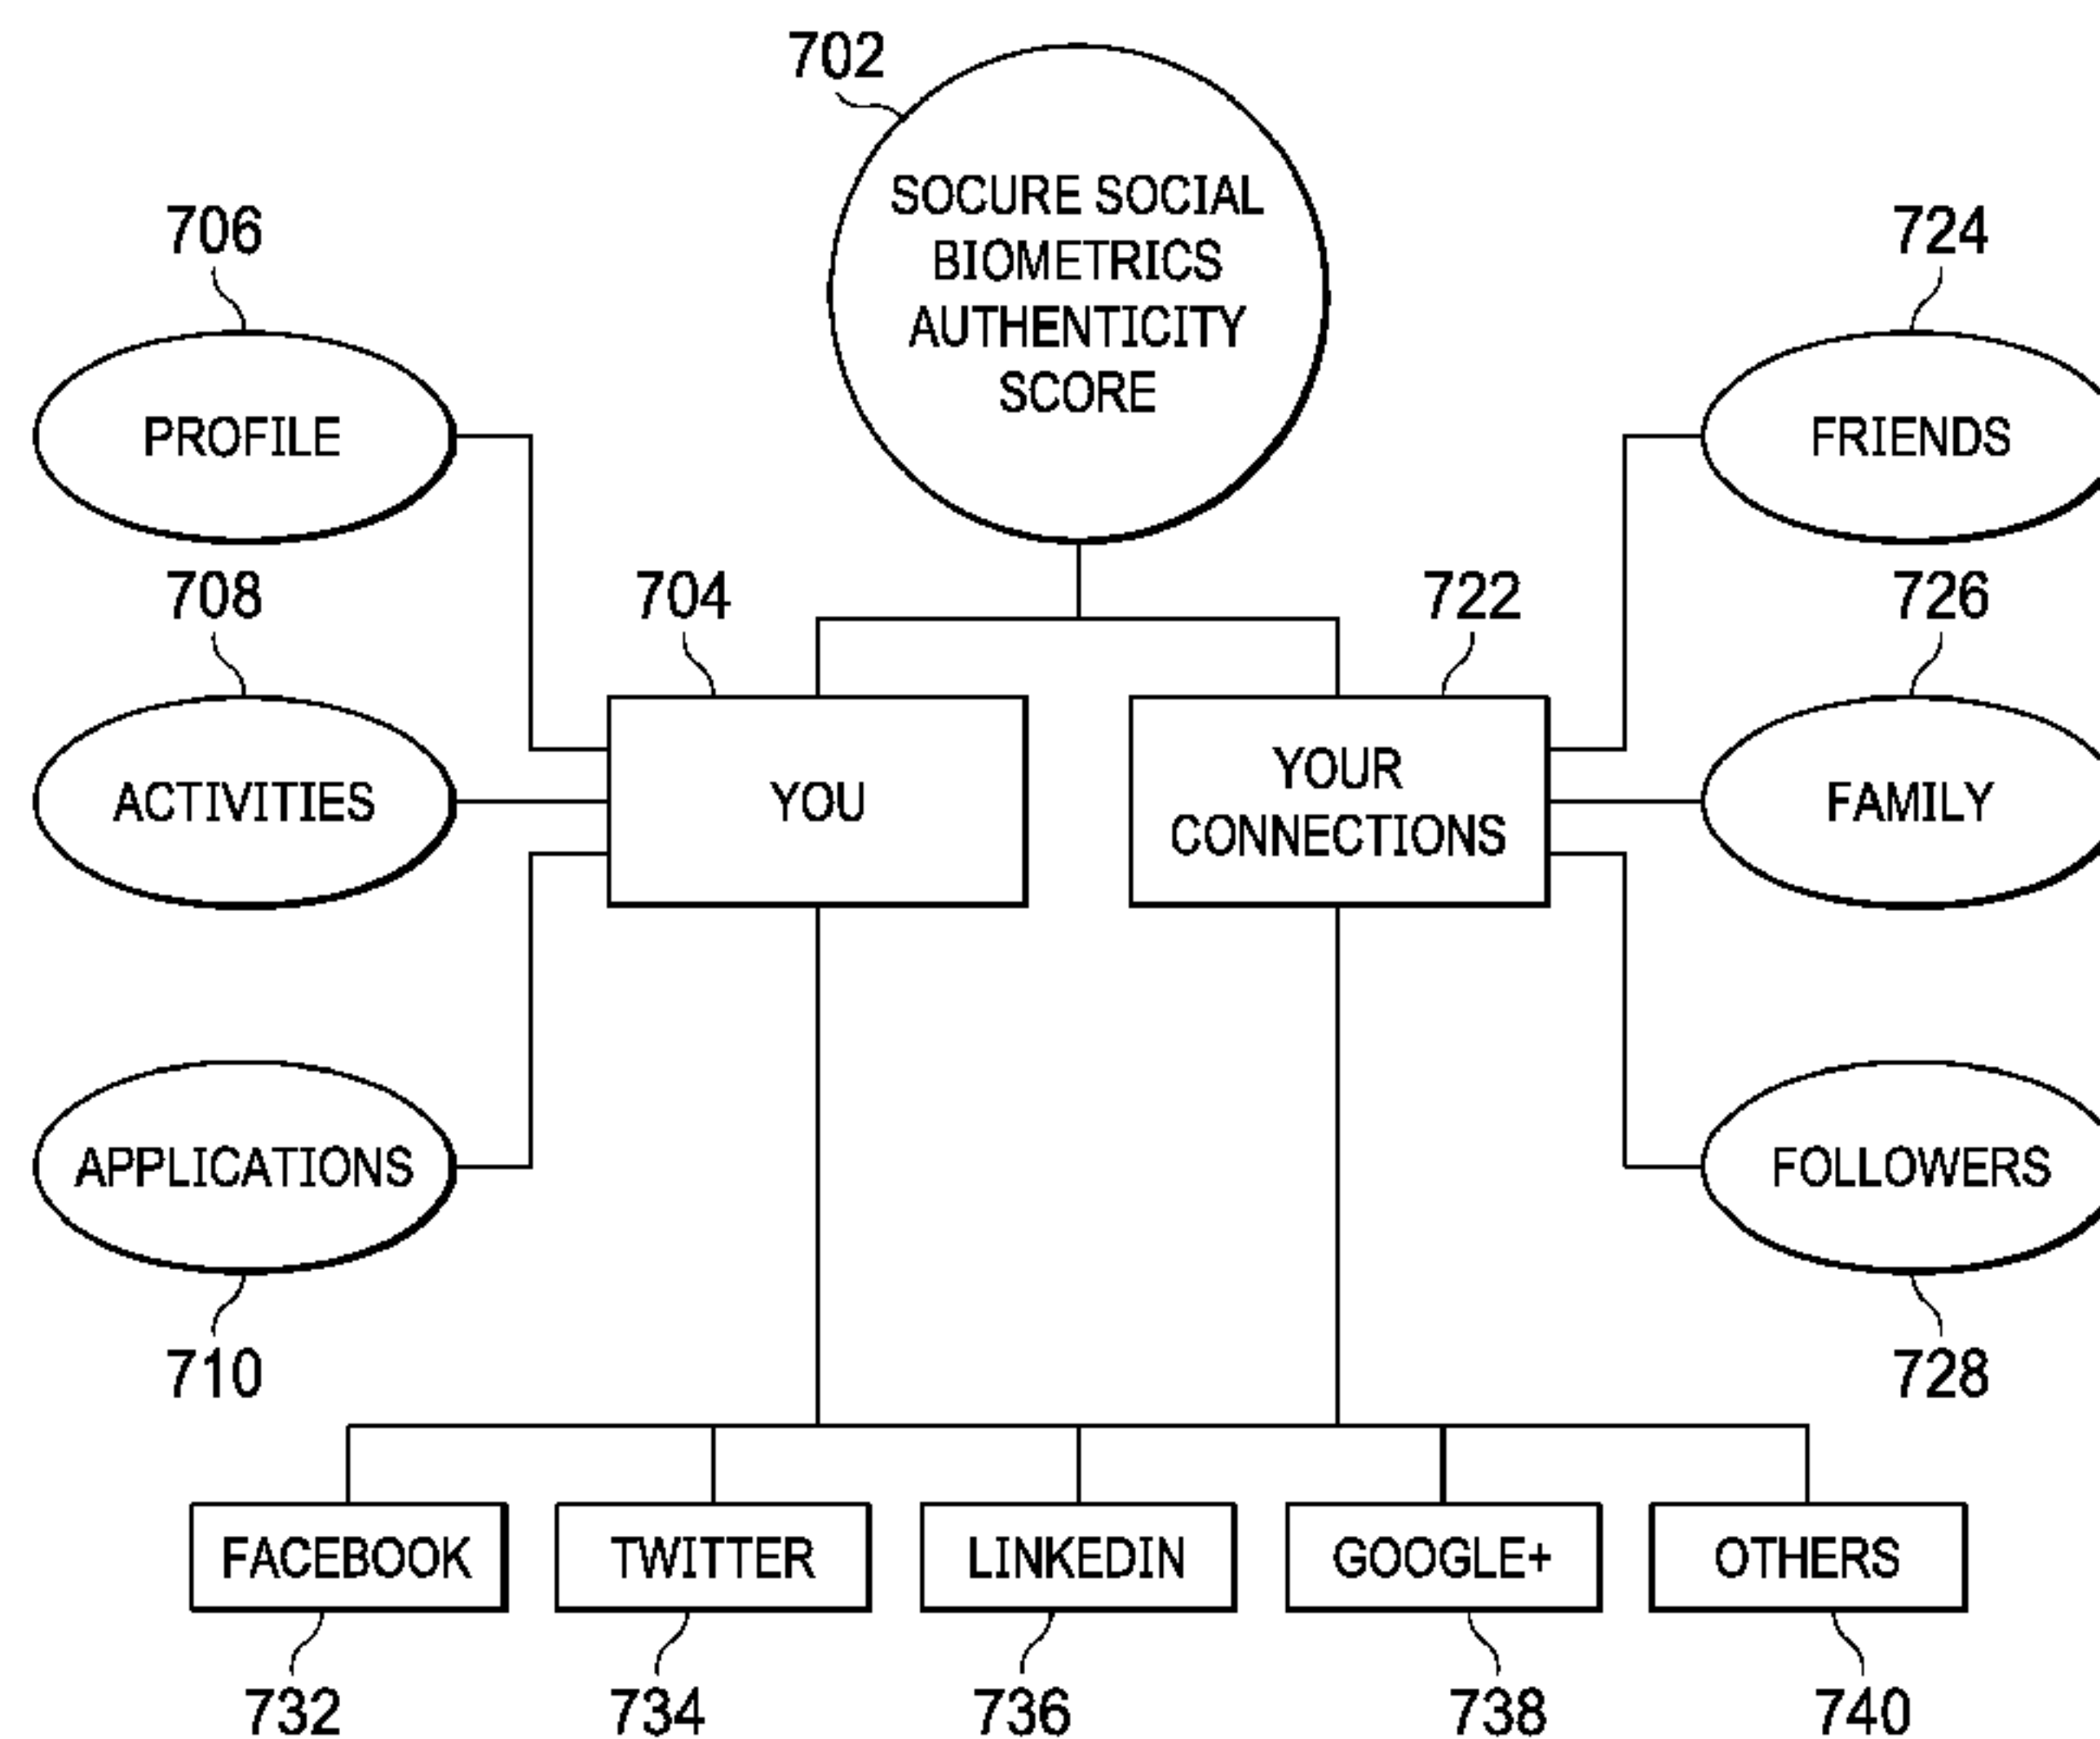 702
SOCURE SOCIAL
BIOMETRICS
AUTHENTICITY
SCORE
706
724
PROFILE
FRIENDS
708
704
722
726
ACTIVITIES
YOU
YOUR
CONNECTIONS
FAMILY
APPLICATIONS
FOLLOWERS
710
728
FACEBOOK
TWITTER
LINKEDIN
GOOGLE+
OTHERS
732
734
736
738
740